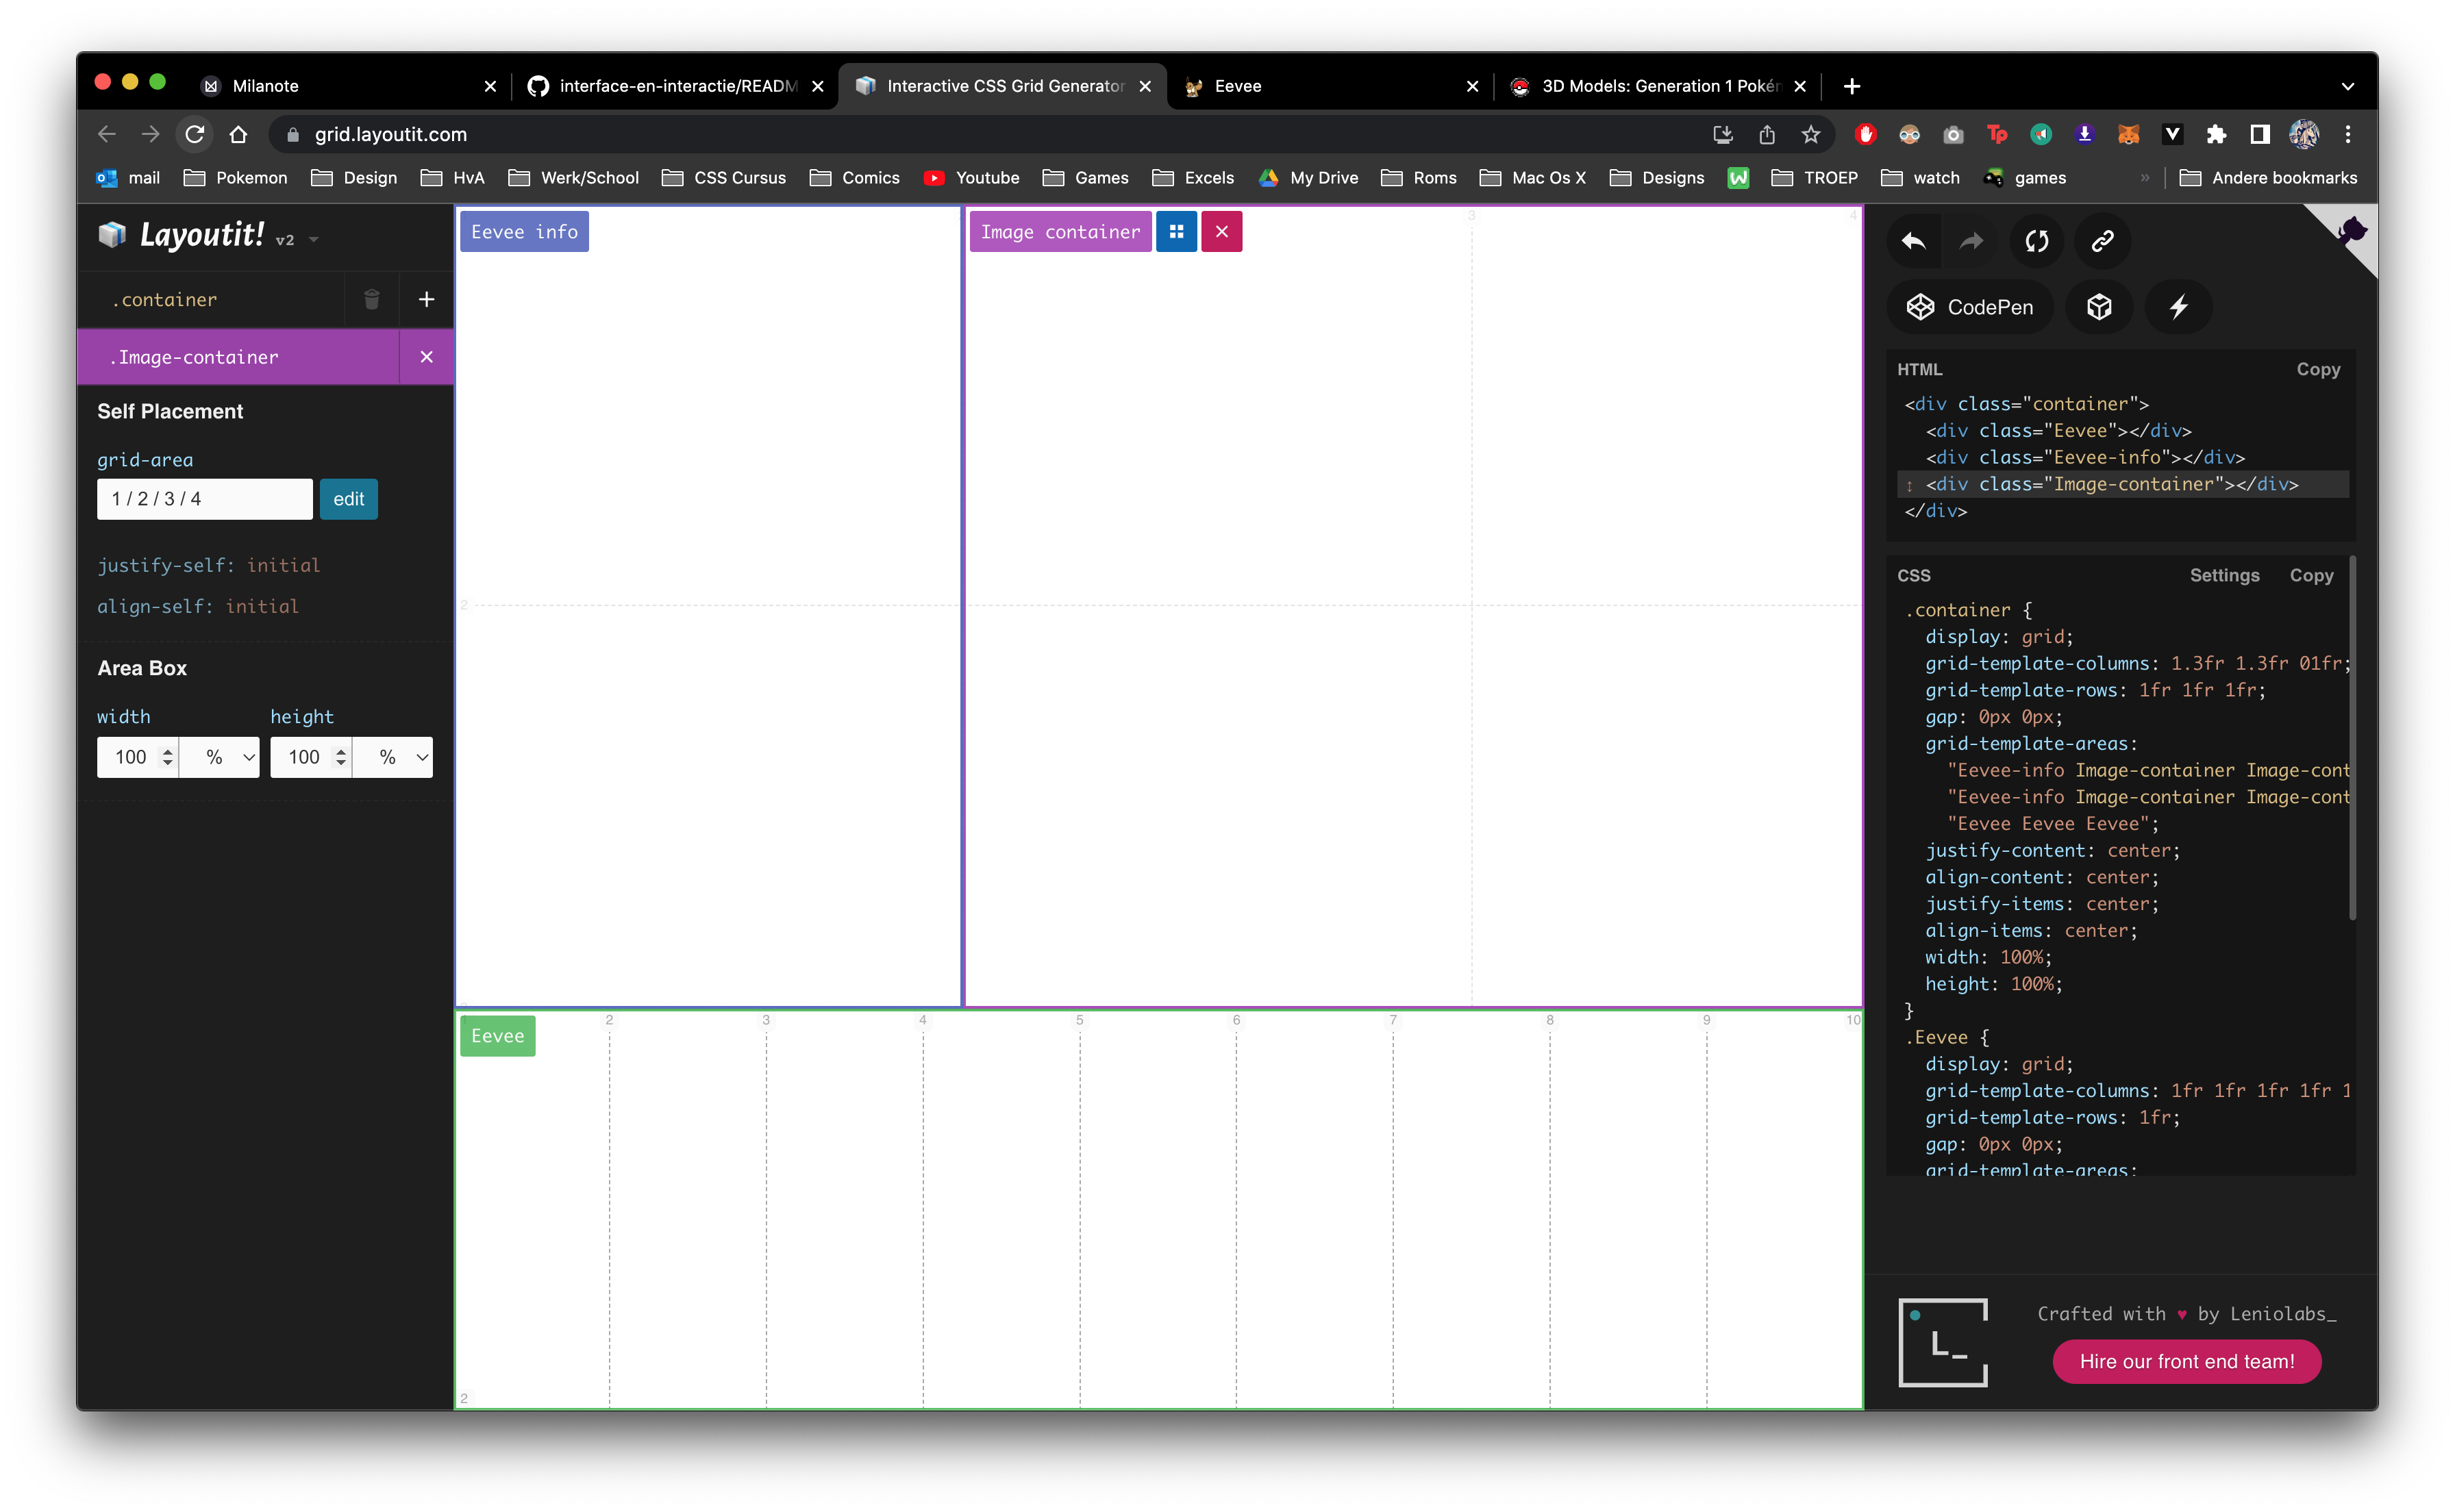 Milanote
interface-en-interactie/READM
Interactive CSS Grid Generator
Eevee
3D Models: Generation 1 Poké
grid.layoutit.com
Tp
mail
Pokemon
Design
HvA
Werk/School
CSS Cursus
Comics
Youtube
Games
Excels
My Drive
Roms
Mac Os X
Designs
TROEP
watch
games
»
Andere bookmarks
Layoutit! v2
.container
.Image-container
Self Placement
grid-area
1 / 2 / 3 / 4
edit
justify-self: initial
align-self: initial
Area Box
width
height
100 %
100 %
Eevee info
Image container
3
4
2
Eevee
2
3
4
5
6
7
8
9
10
2
CodePen
HTML
Copy
<div class="container">
<div class="Eevee"></div>
<div class="Eevee-info"></div>
<div class="Image-container"></div>
</div>
CSS
Settings
Copy
.container {
display: grid;
grid-template-columns: 1.3fr 1.3fr 01fr;
grid-template-rows: 1fr 1fr 1fr;
gap: 0px 0px;
grid-template-areas:
"Eevee-info Image-container Image-cont
"Eevee-info Image-container Image-cont
"Eevee Eevee Eevee";
justify-content: center;
align-content: center;
justify-items: center;
align-items: center;
width: 100%;
height: 100%;
}
.Eevee {
display: grid;
grid-template-columns: 1fr 1fr 1fr 1fr 1
grid-template-rows: 1fr;
gap: 0px 0px;
grid-template-areas:
L_
Crafted with ♥ by Leniolabs_
Hire our front end team!